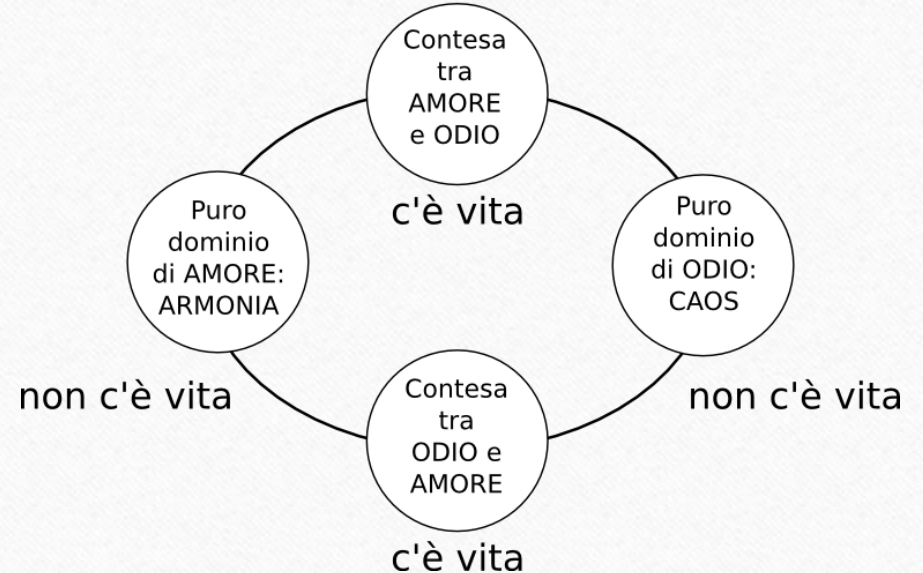 Contesa
tra
AMORE
e ODIO
c'è vita
Puro
dominio
di AMORE:
ARMONIA
non c'è vita
Puro
dominio
di ODIO:
CAOS
non c'è vita
Contesa
tra
ODIO e
AMORE
c'è vita